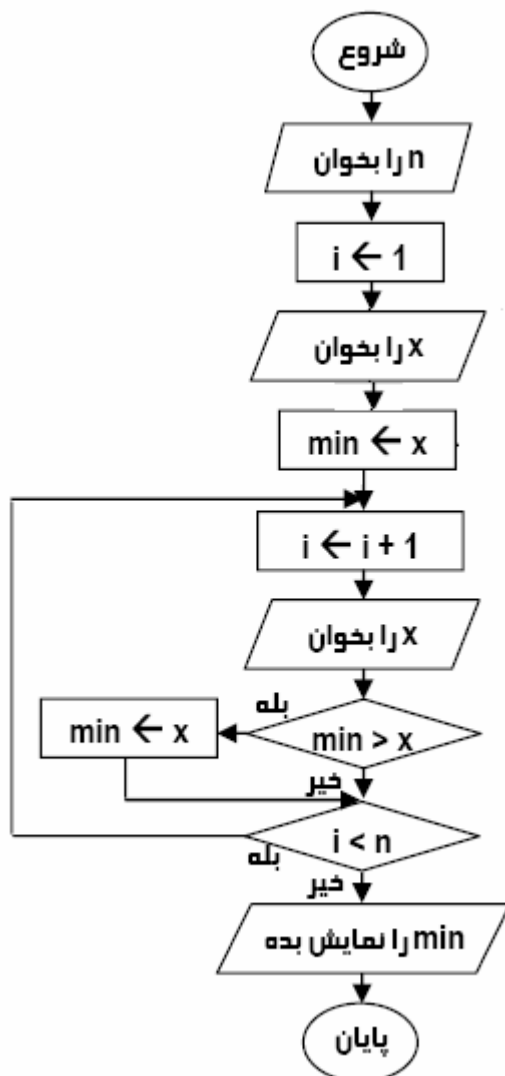 شروع
n را بخوان
i ← 1
x را بخوان
min ← x
i ← i + 1
x را بخوان
بله
min ← x
min > x
خیر
i < n
بله
خیر
min را نمایش بده
پایان